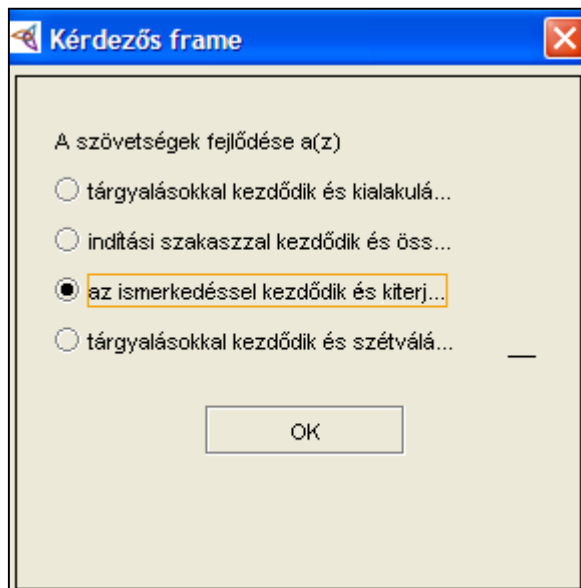 Kérdezős frame
A szövetségek fejlődése a(z)
tárgyalásokkal kezdődik és kialakulá...
indítási szakasszal kezdődik és öss...
az ismerkedéssel kezdődik és kiterj...
tárgyalásokkal kezdődik és szétválá...
OK